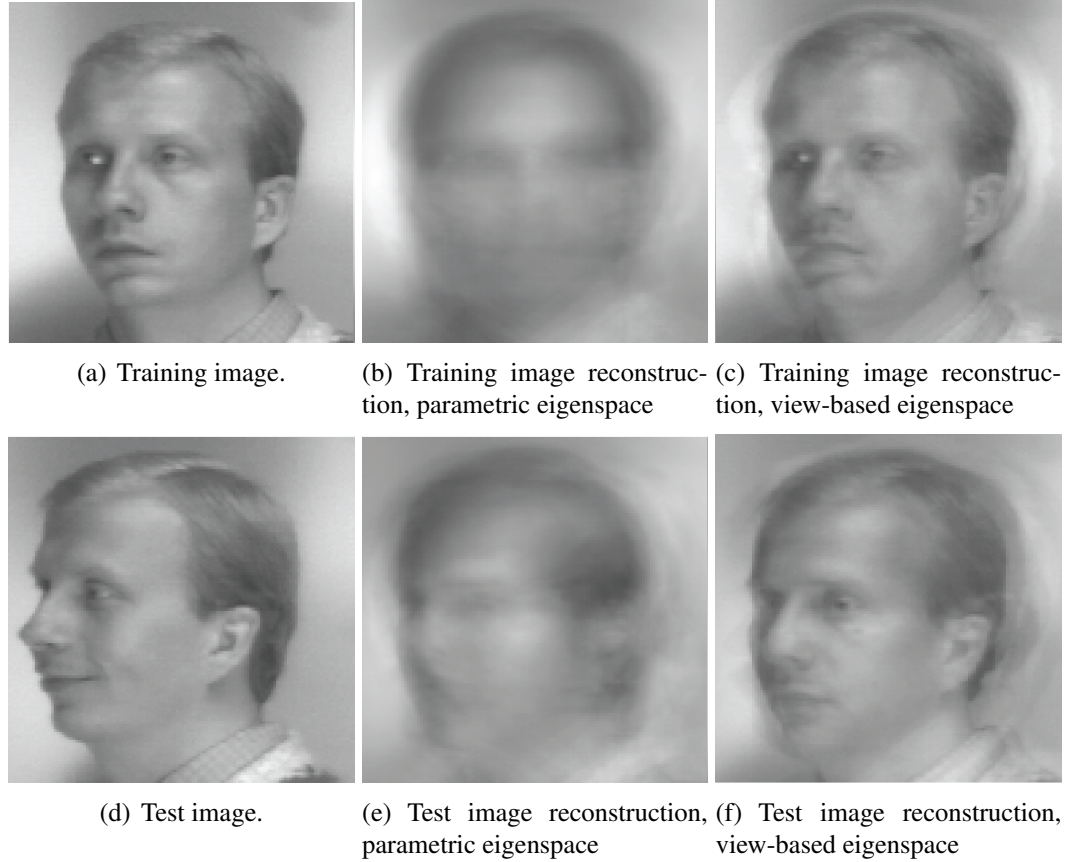 (a) Training image.
(b) Training image reconstruc-
tion, parametric eigenspace
(c) Training image reconstruc-
tion, view-based eigenspace
(d) Test image.
(e) Test image reconstruction,
parametric eigenspace
(f) Test image reconstruction,
view-based eigenspace